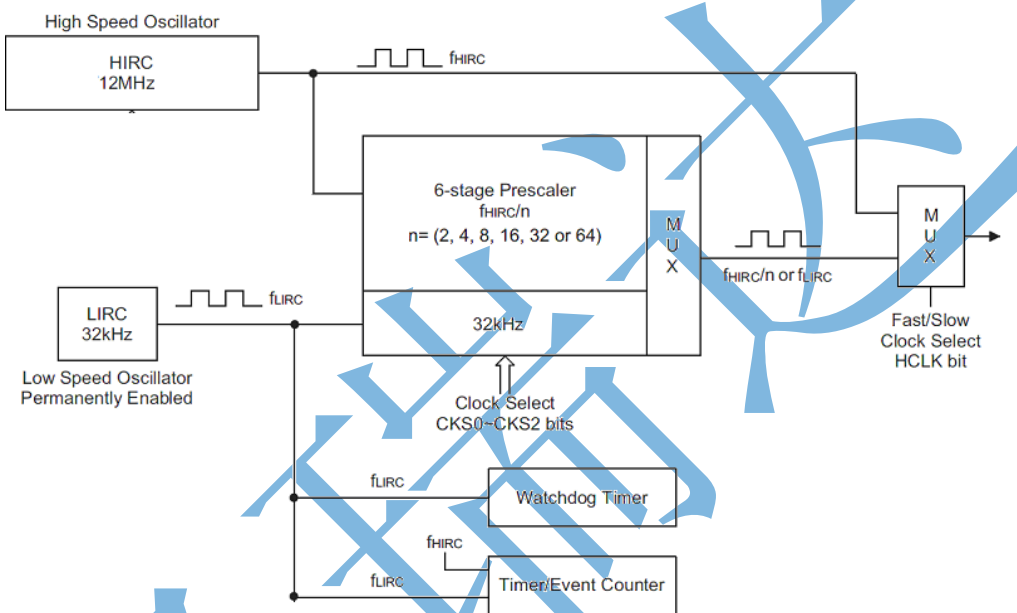 High Speed Oscillator
HIRC
12MHz
fHIRC
6-stage Prescaler
fHIRC/n
n= (2, 4, 8, 16, 32 or 64)
M
U
X
M
U
X
fHIRC/n or fLIRC
fLIRC
LIRC
32kHz
32kHz
Fast/Slow
Clock Select
HCLK bit
Low Speed Oscillator
Permanently Enabled
Clock Select
CKS0~CKS2 bits
fLIRC
Watchdog Timer
fHIRC
fLIRC
Timer/Event Counter